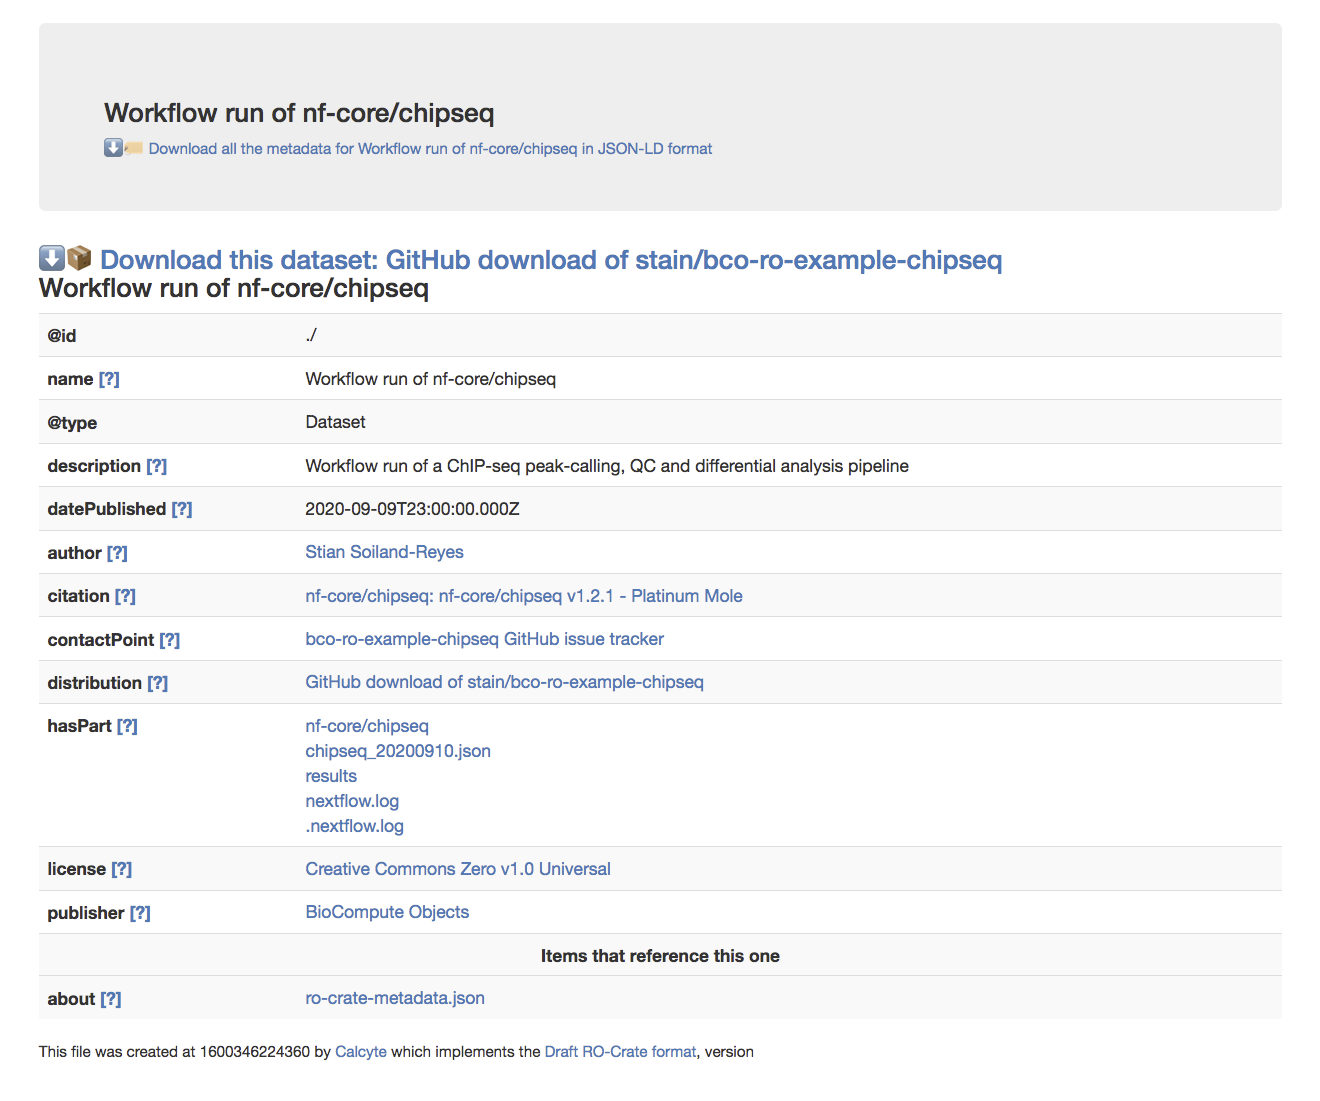 Workflow run of nf-core/chipseq
Download all the metadata for Workflow run of nf-core/chipseq in JSON-LD format
Download this dataset: GitHub download of stain/bco-ro-example-chipseq
Workflow run of nf-core/chipseq
@id ./
name [?] Workflow run of nf-core/chipseq
@type Dataset
description [?] Workflow run of a ChIP-seq peak-calling, QC and differential analysis pipeline
datePublished [?] 2020-09-09T23:00:00.000Z
author [?] Stian Soiland-Reyes
citation [?] nf-core/chipseq: nf-core/chipseq v1.2.1 - Platinum Mole
contactPoint [?] bco-ro-example-chipseq GitHub issue tracker
distribution [?] GitHub download of stain/bco-ro-example-chipseq
hasPart [?] nf-core/chipseq
chipseq_20200910.json
results
nextflow.log
.nextflow.log
license [?] Creative Commons Zero v1.0 Universal
publisher [?] BioCompute Objects
Items that reference this one
about [?] ro-crate-metadata.json
This file was created at 1600346224360 by Calcyte which implements the Draft RO-Crate format, version